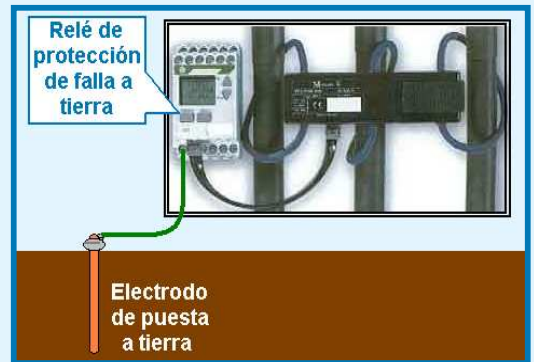 Relé de
protección
de falla a
tierra
Electrodo
de puesta
a tierra